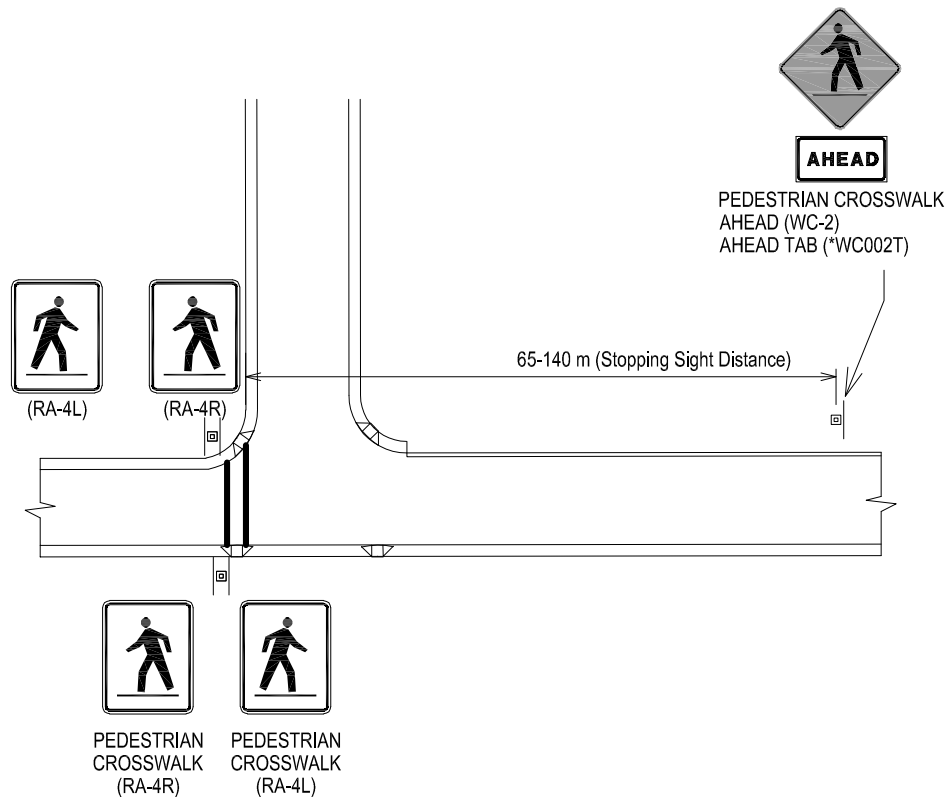 AHEAD
PEDESTRIAN CROSSWALK
AHEAD (WC-2)
AHEAD TAB (*WC002T)
65-140 m (Stopping Sight Distance)
(RA-4L)
(RA-4R)
PEDESTRIAN
CROSSWALK
(RA-4R)
PEDESTRIAN
CROSSWALK
(RA-4L)